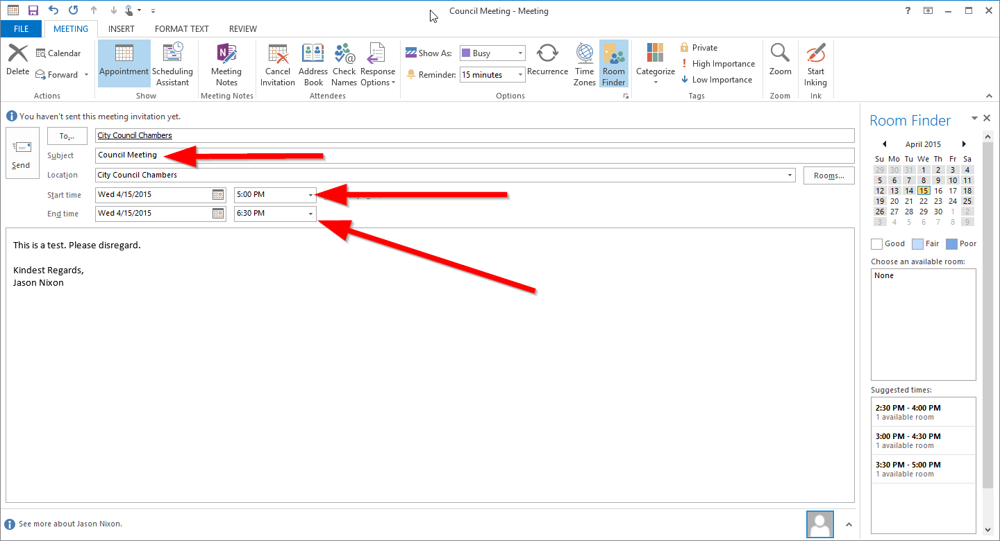 Council Meeting - Meeting
?
FILE MEETING INSERT FORMAT TEXT REVIEW
Delete
Calendar
Forward
Actions
Appointment
Scheduling
Assistant
Show
Meeting
Notes
Meeting Notes
Cancel
Invitation
Address
Book
Check
Names
Response
Options
Attendees
Show As: Busy
Reminder: 15 minutes
Recurrence
Time
Zones
Room
Finder
Options
Categorize
Private
High Importance
Low Importance
Tags
Zoom
Zoom
Start
Inking
Ink
You haven't sent this meeting invitation yet.
Send
To... City Council Chambers
Subject Council Meeting
Location City Council Chambers Rooms...
Start time Wed 4/15/2015 5:00 PM
End time Wed 4/15/2015 6:30 PM
This is a test. Please disregard.
Kindest Regards,
Jason Nixon
See more about Jason Nixon.
Room Finder
April 2015
Su Mo Tu We Th Fr Sa
29 30 31 1 2 3 4
5 6 7 8 9 10 11
12 13 14 15 16 17 18
19 20 21 22 23 24 25
26 27 28 29 30 1 2
3 4 5 6 7 8 9
Good Fair Poor
Choose an available room:
None
Suggested times:
2:30 PM - 4:00 PM
1 available room
3:00 PM - 4:30 PM
1 available room
3:30 PM - 5:00 PM
1 available room